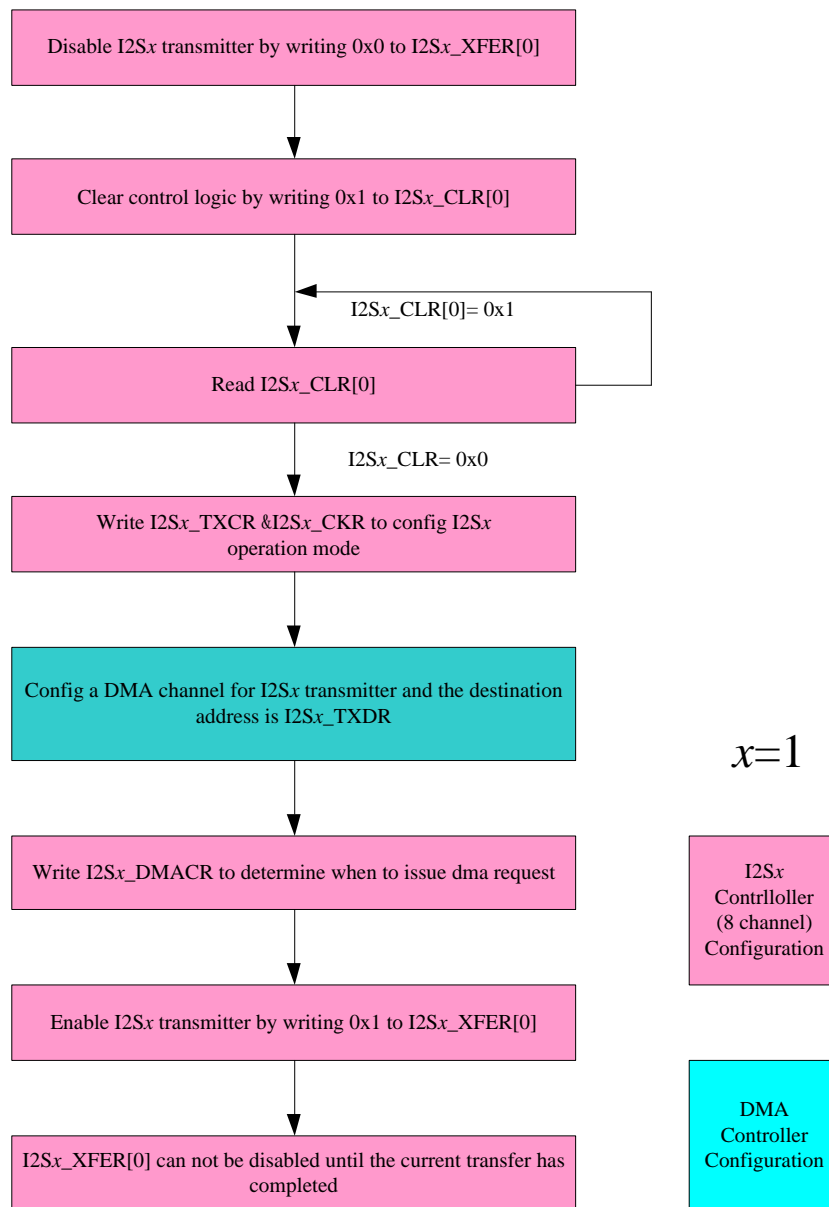 Disable I2Sx transmitter by writing 0x0 to I2Sx_XFER[0]
Clear control logic by writing 0x1 to I2Sx_CLR[0]
I2Sx_CLR[0]= 0x1
Read I2Sx_CLR[0]
I2Sx_CLR= 0x0
Write I2Sx_TXCR &I2Sx_CKR to config I2Sx
operation mode
Config a DMA channel for I2Sx transmitter and the destination
address is I2Sx_TXDR
x=1
Write I2Sx_DMACR to determine when to issue dma request
I2Sx
Contrlloller
(8 channel)
Configuration
Enable I2Sx transmitter by writing 0x1 to I2Sx_XFER[0]
I2Sx_XFER[0] can not be disabled until the current transfer has
completed
DMA
Controller
Configuration